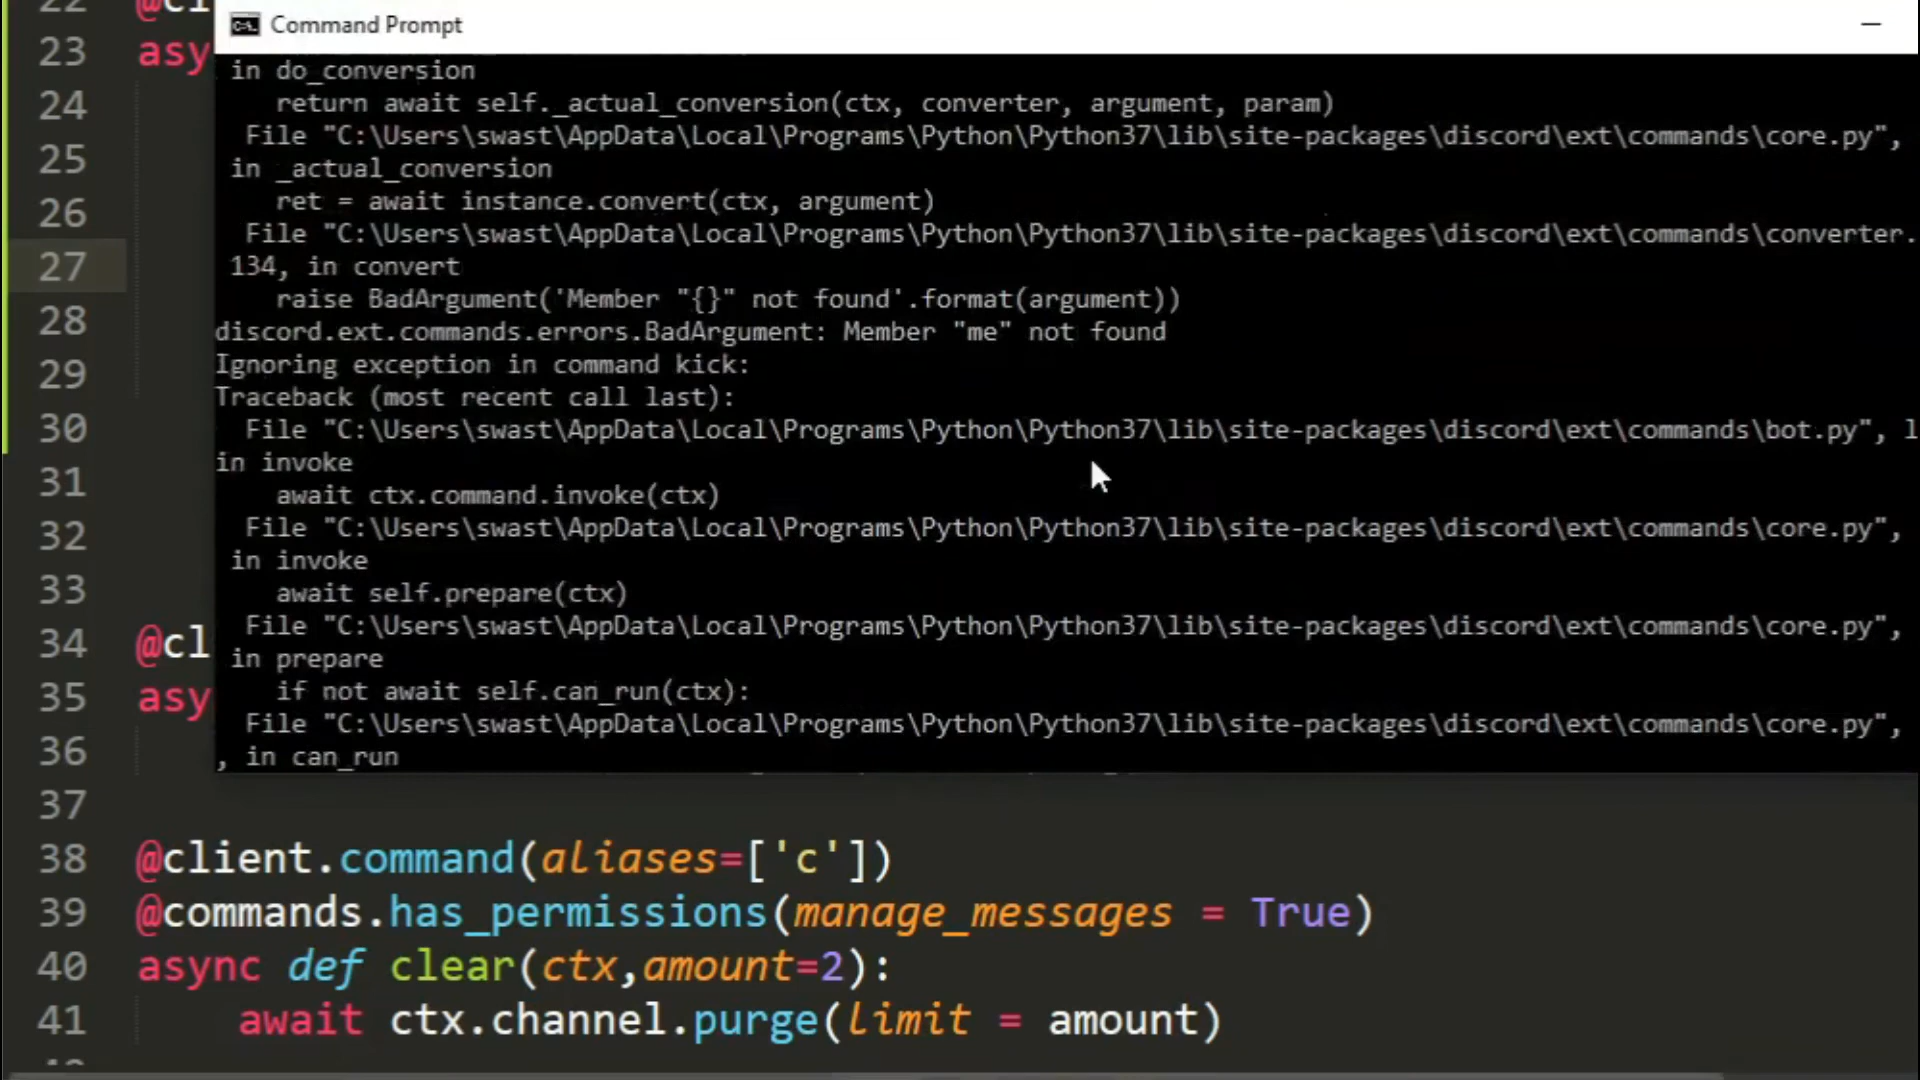 22 @cl
Command Prompt
23 asy
in do_conversion
return await self._actual_conversion(ctx, converter, argument, param)
24
File "C:\Users\swast\AppData\Local\Programs\Python\Python37\lib\site-packages\discord\ext\commands\core.py",
25
in _actual_conversion
ret = await instance.convert(ctx, argument)
26
File "C:\Users\swast\AppData\Local\Programs\Python\Python37\lib\site-packages\discord\ext\commands\converter.
27
134, in convert
raise BadArgument('Member "{}" not found'.format(argument))
28
discord.ext.commands.errors.BadArgument: Member "me" not found
Ignoring exception in command kick:
29
Traceback (most recent call last):
30
File "C:\Users\swast\AppData\Local\Programs\Python\Python37\lib\site-packages\discord\ext\commands\bot.py", l
in invoke
31
await ctx.command.invoke(ctx)
32
File "C:\Users\swast\AppData\Local\Programs\Python\Python37\lib\site-packages\discord\ext\commands\core.py",
in invoke
33
await self.prepare(ctx)
File "C:\Users\swast\AppData\Local\Programs\Python\Python37\lib\site-packages\discord\ext\commands\core.py",
34 @cl
in prepare
35 asy
if not await self.can_run(ctx):
File "C:\Users\swast\AppData\Local\Programs\Python\Python37\lib\site-packages\discord\ext\commands\core.py",
36
, in can_run
37
38 @client.command(aliases=['c'])
39 @commands.has_permissions(manage_messages = True)
40 async def clear(ctx,amount=2):
41 await ctx.channel.purge(limit = amount)